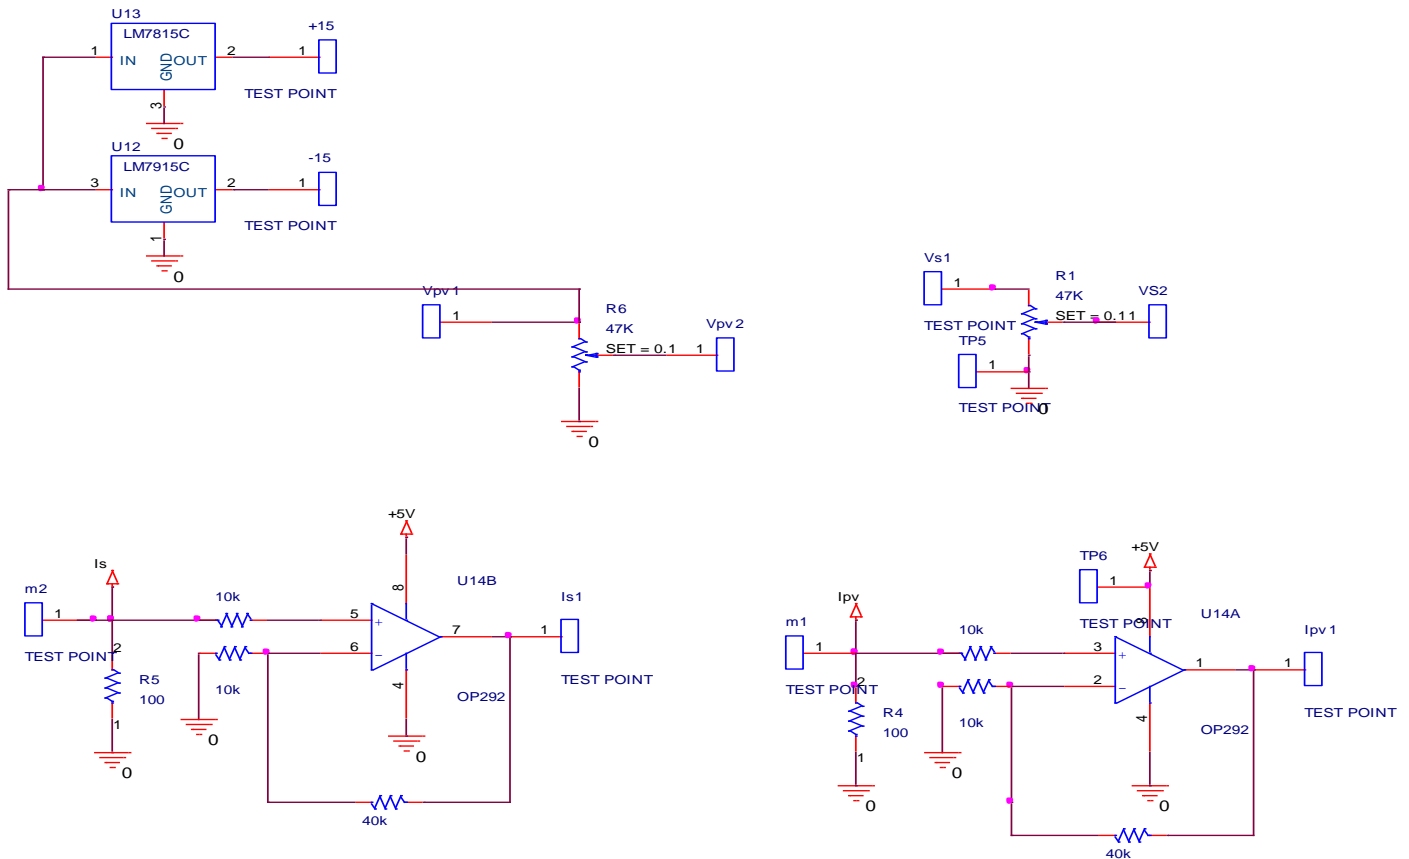 U13
LM7815C
+15
1
IN
GND
OUT
2
1
3
TEST POINT
0
U12
LM7915C
-15
3
IN
GND
OUT
2
1
1
TEST POINT
0
Vpv1
1
R6
47K
SET = 0.1
1
Vpv2
0
Vs1
1
R1
47K
VS2
TEST POINT
SET = 0.1
1
TP5
1
TEST POINT
0
Is
m2
1
TEST POINT
2
R5
100
1
0
10k
10k
0
+5V
8
5
+
6
−
4
U14B
7
OP292
0
Is1
1
TEST POINT
40k
Ipv
m1
1
TEST POINT
2
R4
100
1
0
10k
10k
0
TP6
1
TEST POINT
+5V
8
3
+
2
−
4
U14A
1
OP292
0
Ipv1
1
TEST POINT
40k